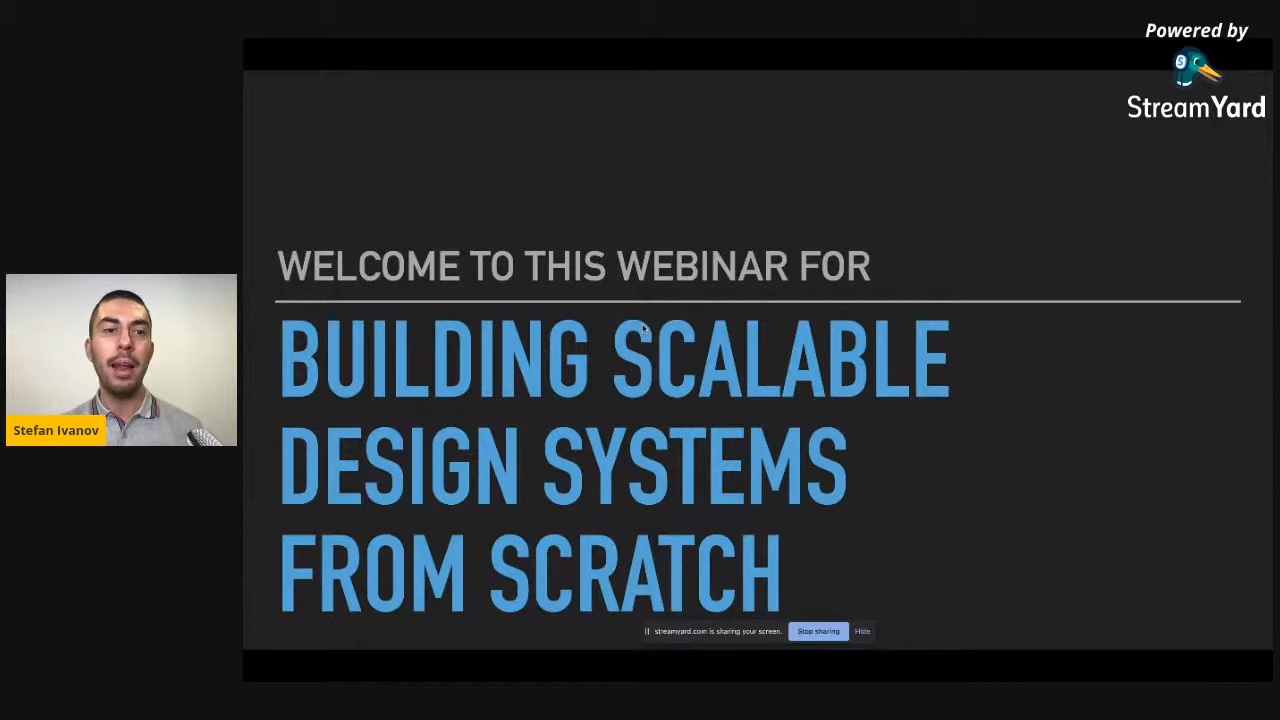 Powered by
StreamYard
WELCOME TO THIS WEBINAR FOR
BUILDING SCALABLE
DESIGN SYSTEMS
FROM SCRATCH
Stefan Ivanov
streamyard.com is sharing your screen.
Stop sharing
Hide